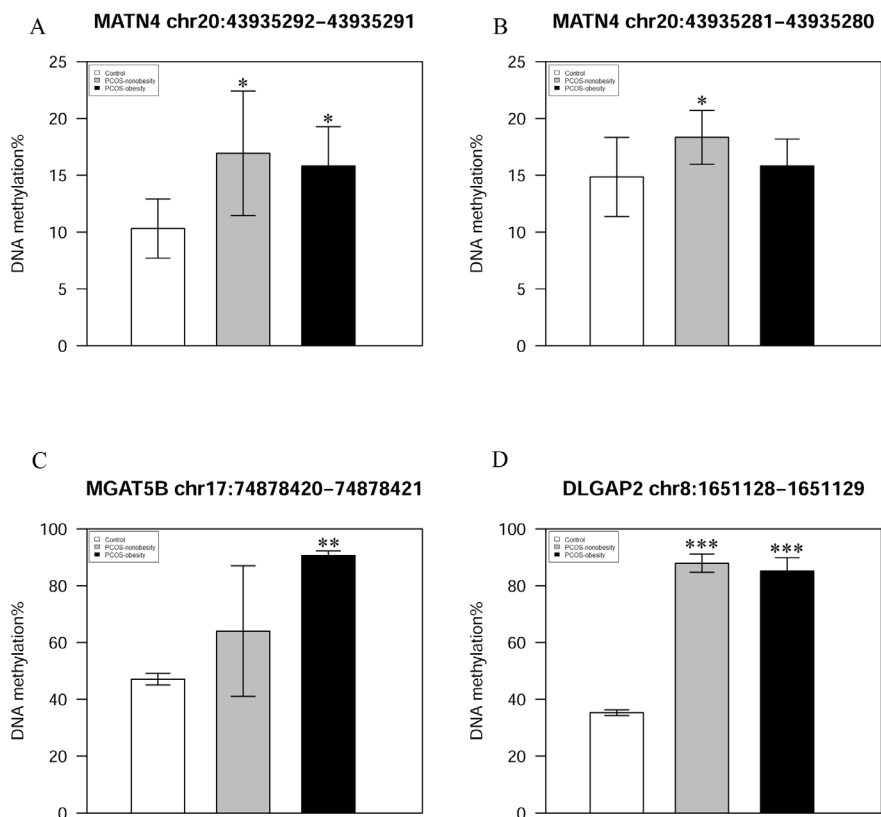 A
MATN4 chr20:43935292–43935291
25
20
15
10
5
0
DNA methylation%
Control
PCOS-nonobesity
PCOS-obesity
*
*
B
MATN4 chr20:43935281–43935280
25
20
15
10
5
0
DNA methylation%
Control
PCOS-nonobesity
PCOS-obesity
*
C
MGAT5B chr17:74878420–74878421
100
80
60
40
20
0
DNA methylation%
Control
PCOS-nonobesity
PCOS-obesity
**
D
DLGAP2 chr8:1651128–1651129
100
80
60
40
20
0
DNA methylation%
Control
PCOS-nonobesity
PCOS-obesity
***
***